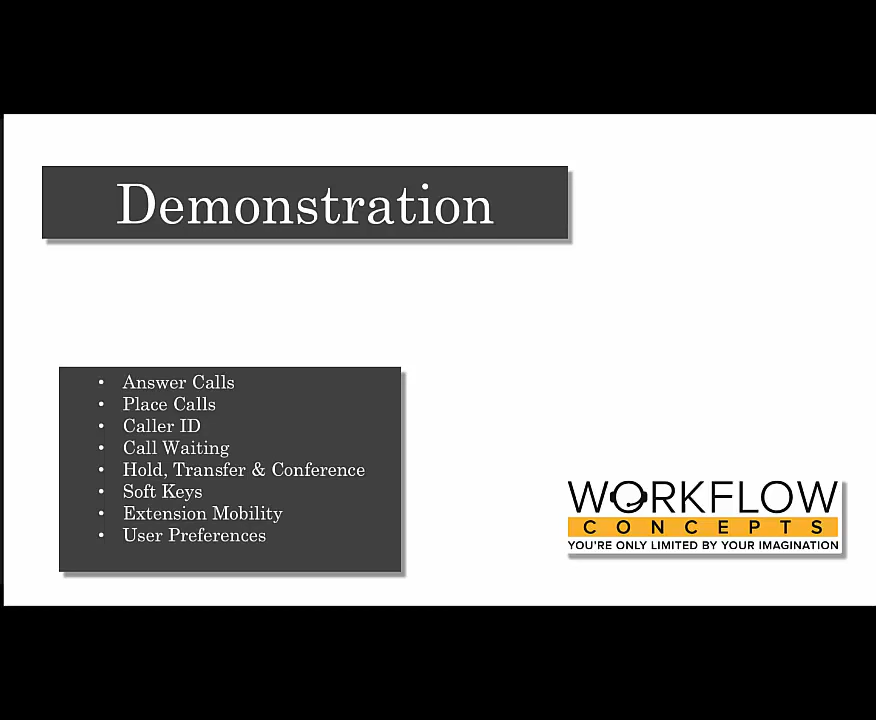 Demonstration
• Answer Calls
• Place Calls
• Caller ID
• Call Waiting
• Hold, Transfer & Conference
• Soft Keys
• Extension Mobility
• User Preferences
WORKFLOW
CONCEPTS
YOU'RE ONLY LIMITED BY YOUR IMAGINATION